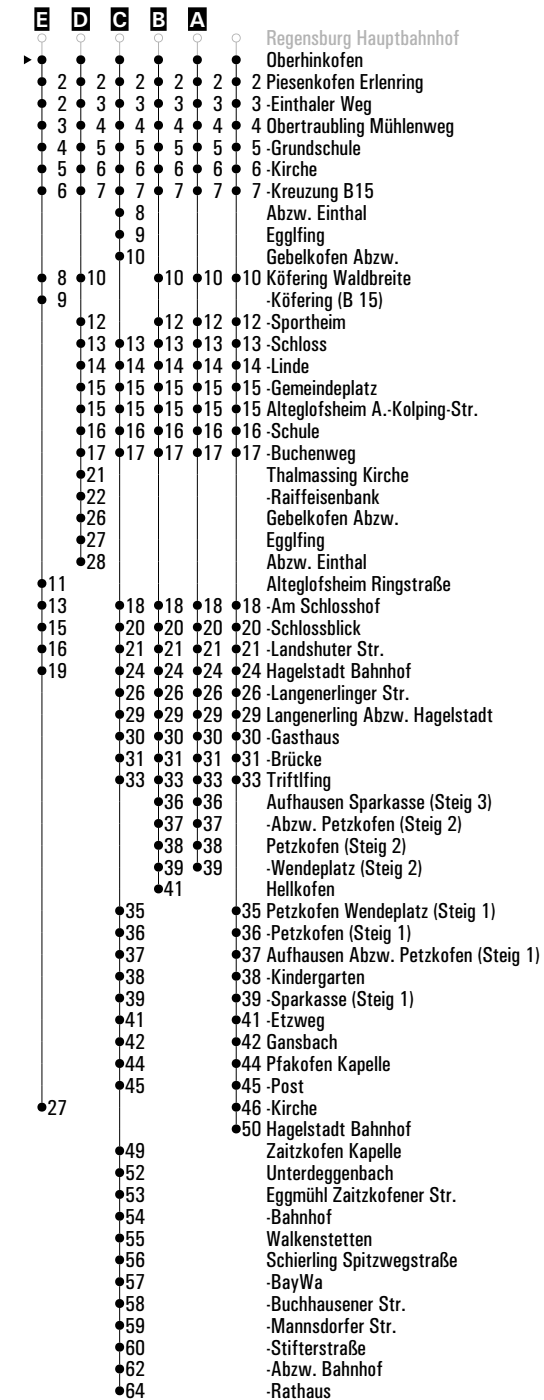 E D C B A
Regensburg Hauptbahnhof
Oberhinkofen
2 2 2 2 2 2 Piesenkofen Erlenring
2 3 3 3 3 3 -Einthaler Weg
3 4 4 4 4 4 Obertraubling Mühlenweg
4 5 5 5 5 5 -Grundschule
5 6 6 6 6 6 -Kirche
6 7 7 7 7 7 -Kreuzung B15
8 Abzw. Einthal
9 Egglfing
10 Gebelkofen Abzw.
8 10 10 10 10 Köfering Waldbreite
9 -Köfering (B 15)
12 12 12 12 -Sportheim
13 13 13 13 13 -Schloss
14 14 14 14 14 -Linde
15 15 15 15 15 -Gemeindeplatz
15 15 15 15 15 Alteglofsheim A.-Kolping-Str.
16 16 16 16 16 -Schule
17 17 17 17 17 -Buchenweg
21 Thalmassing Kirche
22 -Raiffeisenbank
26 Gebelkofen Abzw.
27 Egglfing
28 Abzw. Einthal
11 Alteglofsheim Ringstraße
13 18 18 18 18 -Am Schlosshof
15 20 20 20 20 -Schlossblick
16 21 21 21 21 -Landshuter Str.
19 24 24 24 24 Hagelstadt Bahnhof
26 26 26 26 -Langenerlinger Str.
29 29 29 29 Langenerling Abzw. Hagelstadt
30 30 30 30 -Gasthaus
31 31 31 31 -Brücke
33 33 33 33 Triftlfing
36 36 Aufhausen Sparkasse (Steig 3)
37 37 -Abzw. Petzkofen (Steig 2)
38 38 Petzkofen (Steig 2)
39 39 -Wendeplatz (Steig 2)
41 Hellkofen
35 35 Petzkofen Wendeplatz (Steig 1)
36 36 -Petzkofen (Steig 1)
37 37 Aufhausen Abzw. Petzkofen (Steig 1)
38 38 -Kindergarten
39 39 -Sparkasse (Steig 1)
41 41 -Etzweg
42 42 Gansbach
44 44 Pfakofen Kapelle
45 45 -Post
27 46 -Kirche
50 Hagelstadt Bahnhof
49 Zaitzkofen Kapelle
52 Unterdeggenbach
53 Eggmühl Zaitzkofener Str.
54 -Bahnhof
55 Walkenstetten
56 Schierling Spitzwegstraße
57 -BayWa
58 -Buchhausener Str.
59 -Mannsdorfer Str.
60 -Stifterstraße
62 -Abzw. Bahnhof
64 -Rathaus